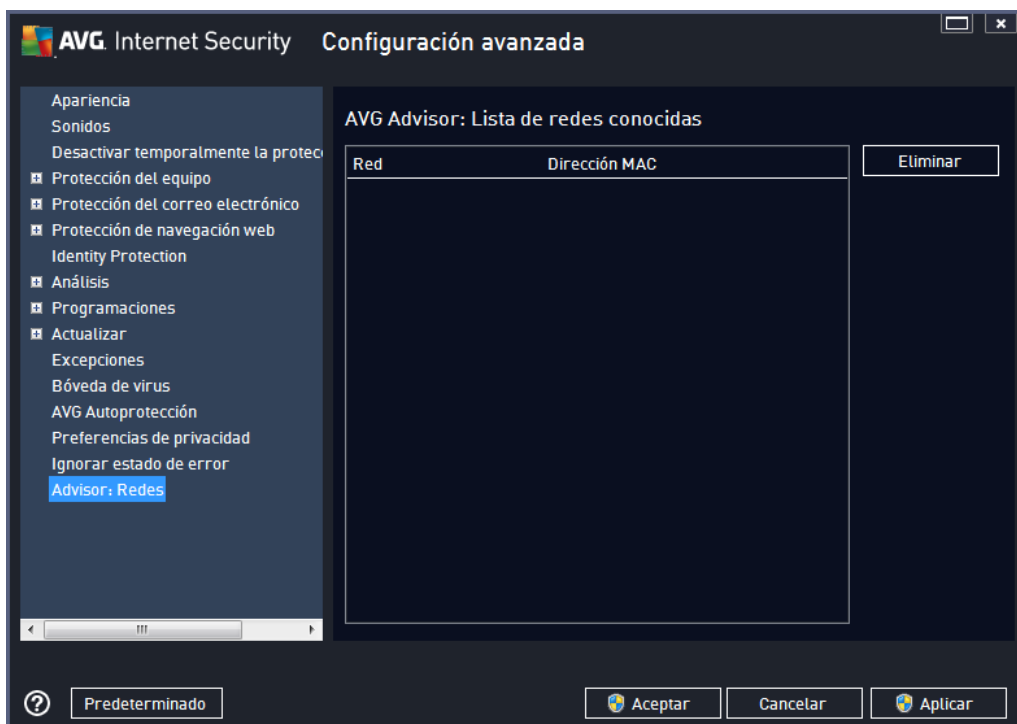 AVG. Internet Security Configuración avanzada
Apariencia
Sonidos
Desactivar temporalmente la protec
Protección del equipo
Protección del correo electrónico
Protección de navegación web
Identity Protection
Análisis
Programaciones
Actualizar
Excepciones
Bóveda de virus
AVG Autoprotección
Preferencias de privacidad
Ignorar estado de error
Advisor: Redes
AVG Advisor: Lista de redes conocidas
Red Dirección MAC
Eliminar
Predeterminado
Aceptar
Cancelar
Aplicar